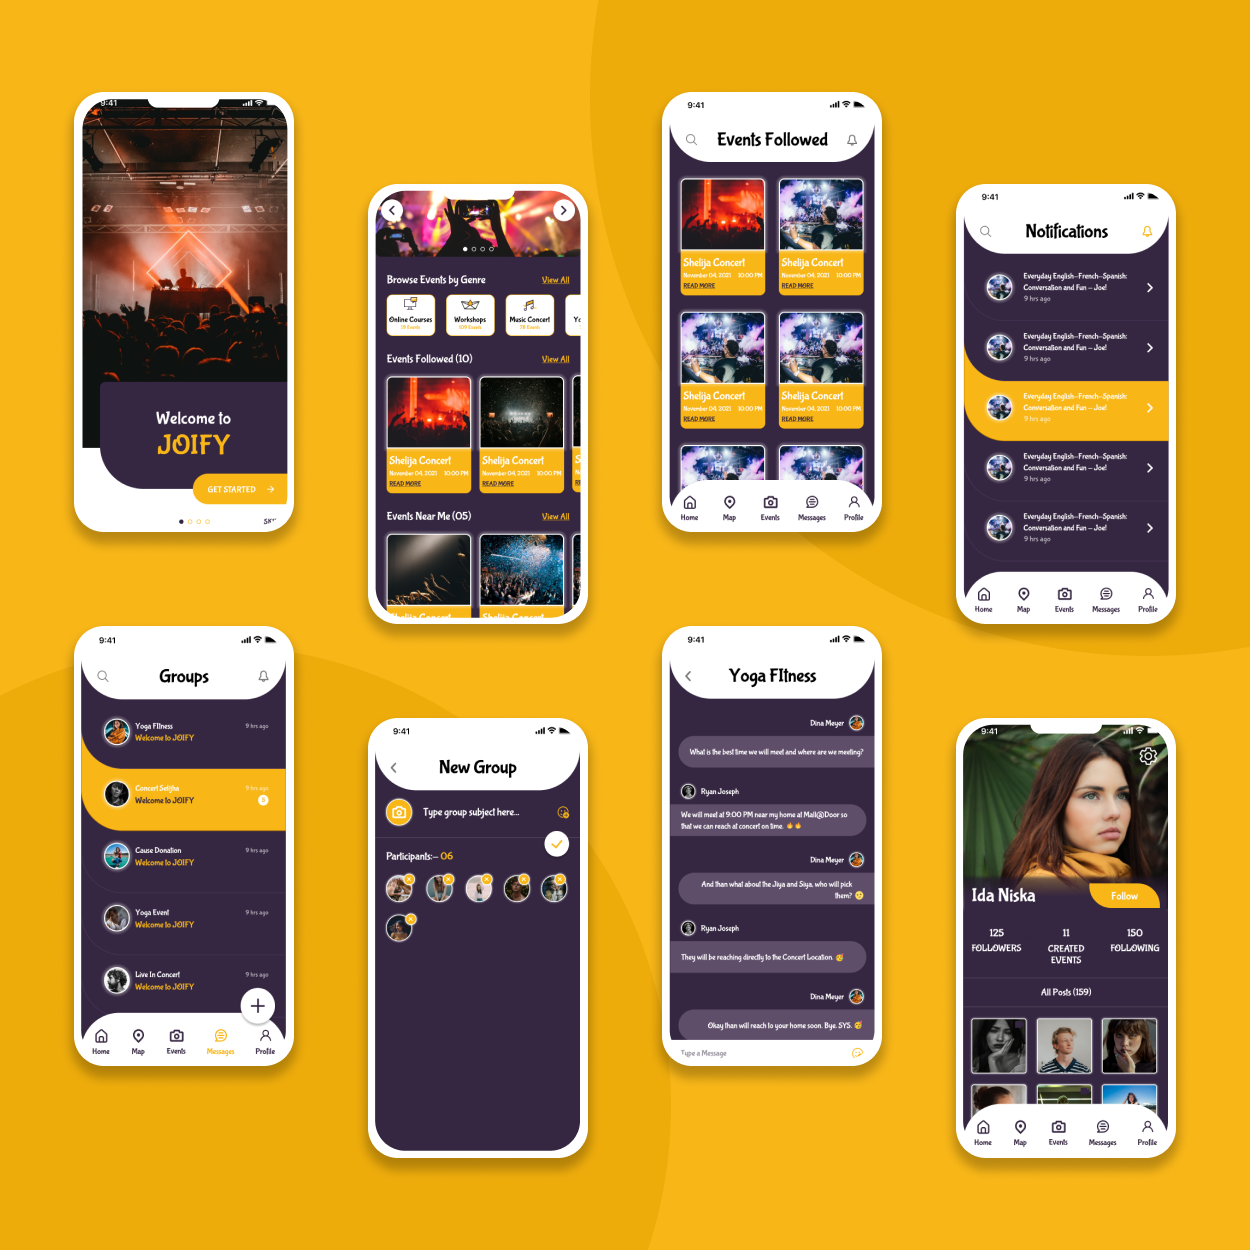 9:41
Welcome to
JOIFY
GET STARTED
Browse Events by Genre
View All
Online Courses
19 Events
Workshops
109 Events
Music Concert
78 Events
Yo
Events Followed (10)
View All
Shelija Concert
November 04, 2021 10:00 PM
READ MORE
Shelija Concert
November 04, 2021 10:00 PM
READ MORE
Events Near Me (05)
View All
Shelija Concert
Shelija Concert
9:41
Events Followed
Shelija Concert
November 04, 2021 10:00 PM
READ MORE
Shelija Concert
November 04, 2021 10:00 PM
READ MORE
Shelija Concert
November 04, 2021 10:00 PM
READ MORE
Shelija Concert
November 04, 2021 10:00 PM
READ MORE
Home
Map
Events
Messages
Profile
9:41
Notifications
Everyday English-French-Spanish:
Conversation and Fun - Joe!
9 hrs ago
Everyday English-French-Spanish:
Conversation and Fun - Joe!
9 hrs ago
Everyday English-French-Spanish:
Conversation and Fun - Joe!
9 hrs ago
Everyday English-French-Spanish:
Conversation and Fun - Joe!
9 hrs ago
Everyday English-French-Spanish:
Conversation and Fun - Joe!
9 hrs ago
Home
Map
Events
Messages
Profile
9:41
Groups
Yoga FItness
9 hrs ago
Welcome to JOIFY
Concert Selijha
9 hrs ago
Welcome to JOIFY
Cause Donation
9 hrs ago
Welcome to JOIFY
Yoga Event
9 hrs ago
Welcome to JOIFY
Live In Concert
9 hrs ago
Welcome to JOIFY
Home
Map
Events
Messages
Profile
9:41
New Group
Type group subject here...
Participants:- 06
9:41
Yoga FItness
Dina Meyer
What is the best time we will meet and where are we meeting?
Ryan Joseph
We will meet at 9:00 PM near my home at Mall@Door so
that we can reach at concert on time. 🔥🔥
Dina Meyer
And than what about the Jiya and Siya, who will pick
them? 🙂
Ryan Joseph
They will be reaching directly to the Concert Location. 🥳
Dina Meyer
Okay than will reach to your home soon. Bye. SYS. 🥳
Type a Message
9:41
Ida Niska
Follow
125
FOLLOWERS
11
CREATED
EVENTS
150
FOLLOWING
All Posts (159)
Home
Map
Events
Messages
Profile